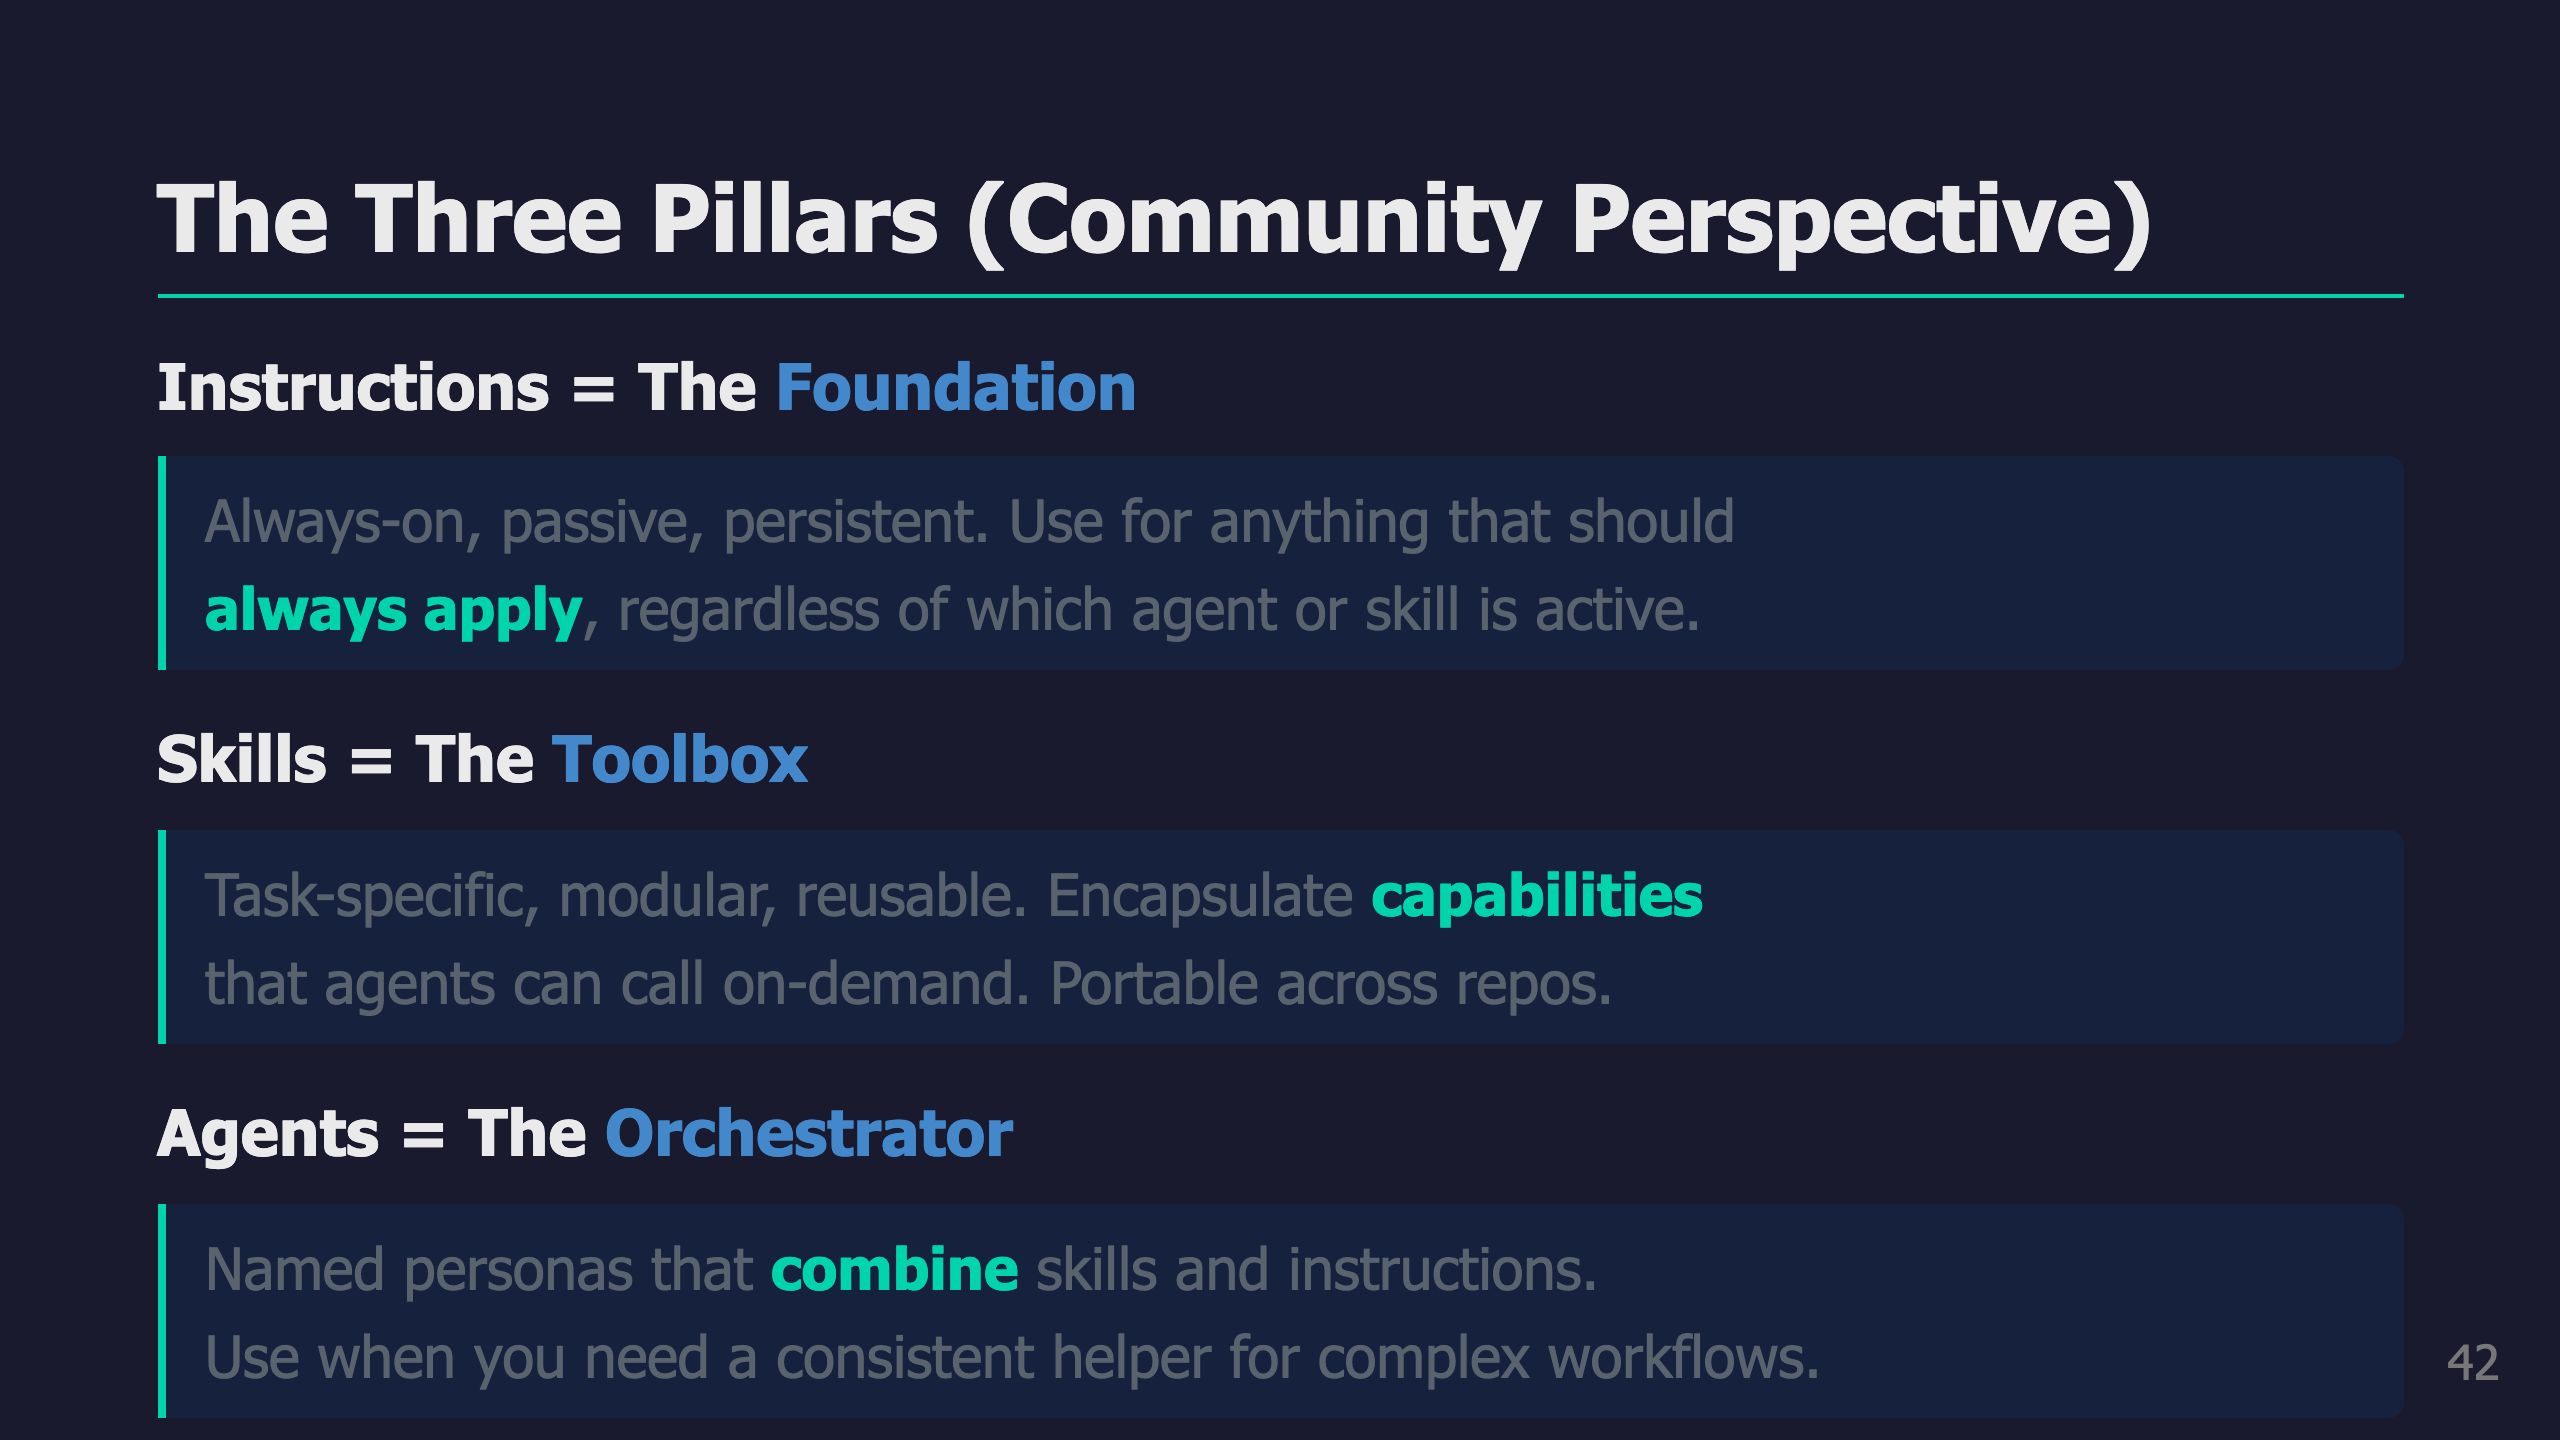 The Three Pillars (Community Perspective)
Instructions = The Foundation
Always-on, passive, persistent. Use for anything that should
always apply, regardless of which agent or skill is active.
Skills = The Toolbox
Task-specific, modular, reusable. Encapsulate capabilities
that agents can call on-demand. Portable across repos.
Agents = The Orchestrator
Named personas that combine skills and instructions.
Use when you need a consistent helper for complex workflows.
42